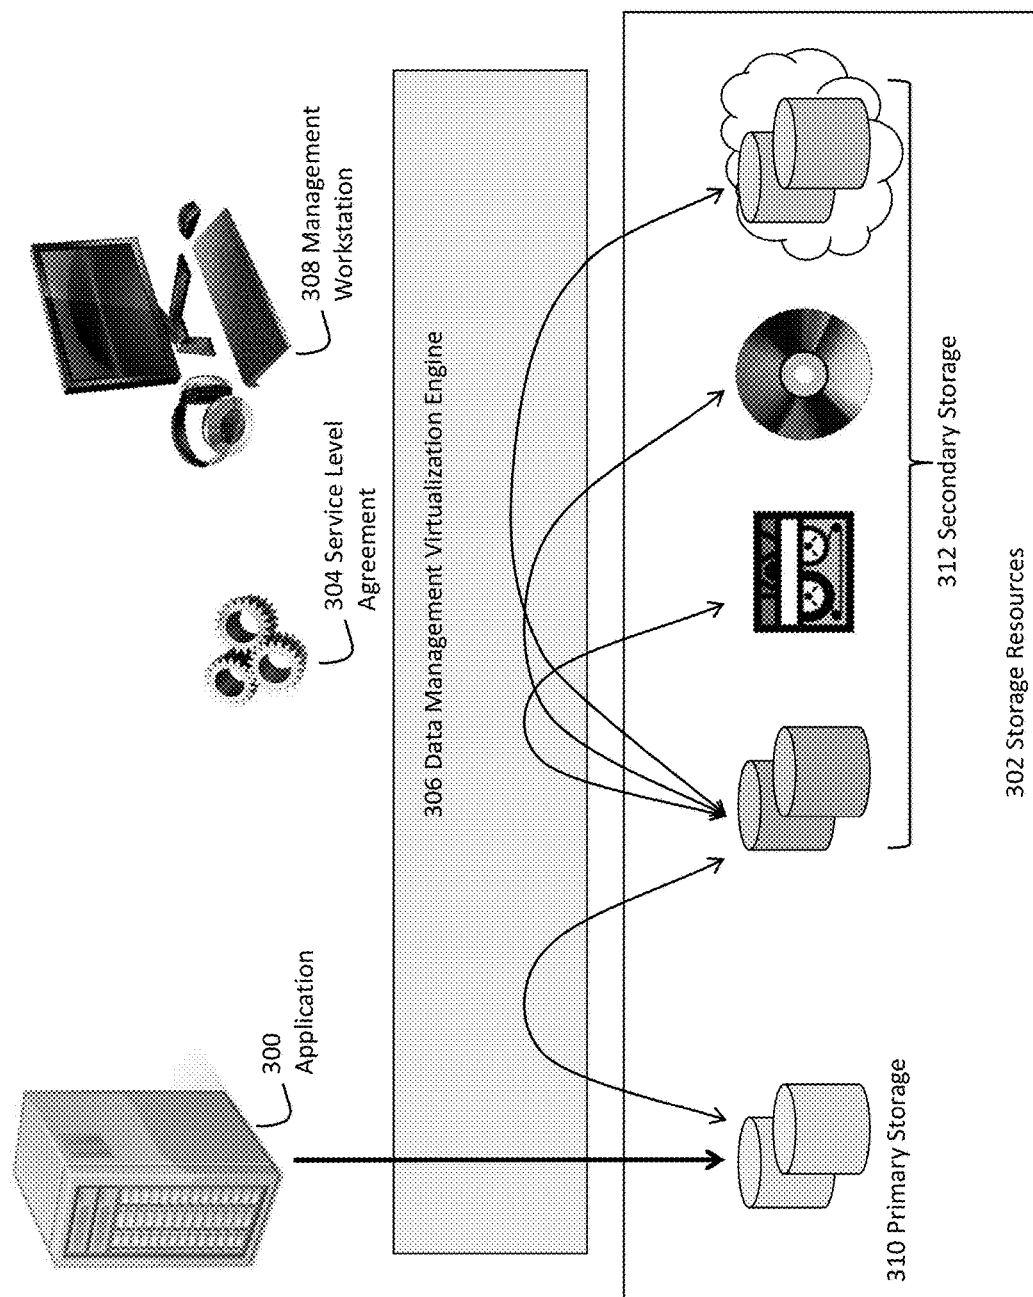 300
Application
304 Service Level
Agreement
308 Management
Workstation
306 Data Management Virtualization Engine
310 Primary Storage
312 Secondary Storage
302 Storage Resources